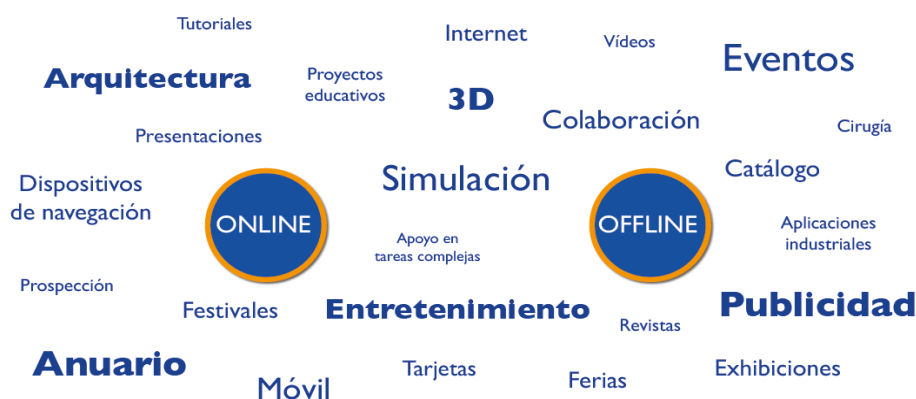 Tutoriales
Internet
Vídeos
Eventos
Arquitectura
Proyectos
educativos
3D
Colaboración
Cirugía
Presentaciones
Simulación
Catálogo
Dispositivos
de navegación
ONLINE
OFFLINE
Apoyo en
tareas complejas
Aplicaciones
industriales
Prospección
Festivales
Entretenimiento
Revistas
Publicidad
Anuario
Móvil
Tarjetas
Ferias
Exhibiciones